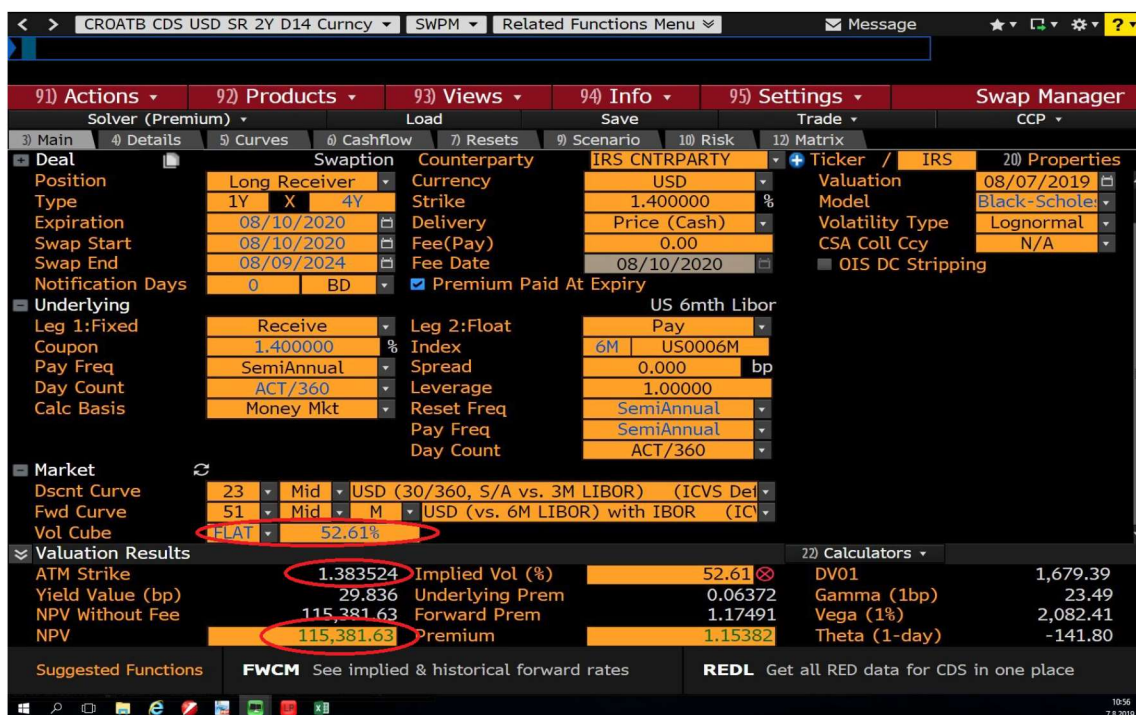 < > CROATB CDS USD SR 2Y D14 Curncy SWPM Related Functions Menu Message ?
91) Actions 92) Products 93) Views 94) Info 95) Settings Swap Manager
Solver (Premium) Load Save Trade CCP
3) Main 4) Details 5) Curves 6) Cashflow 7) Resets 9) Scenario 10) Risk 12) Matrix
Deal Swaption Counterparty IRS CNTRPARTY Ticker / IRS 20) Properties
Position Long Receiver Currency USD Valuation 08/07/2019
Type 1Y X 4Y Strike 1.400000 % Model Black-Scholes
Expiration 08/10/2020 Delivery Price (Cash) Volatility Type Lognormal
Swap Start 08/10/2020 Fee(Pay) 0.00 CSA Coll Ccy N/A
Swap End 08/09/2024 Fee Date 08/10/2020 OIS DC Stripping
Notification Days 0 BD Premium Paid At Expiry
Underlying US 6mth Libor
Leg 1:Fixed Receive Leg 2:Float Pay
Coupon 1.400000 % Index 6M US0006M
Pay Freq SemiAnnual Spread 0.000 bp
Day Count ACT/360 Leverage 1.00000
Calc Basis Money Mkt Reset Freq SemiAnnual
Pay Freq SemiAnnual
Day Count ACT/360
Market
Dscnt Curve 23 Mid USD (30/360, S/A vs. 3M LIBOR) (ICVS Def
Fwd Curve 51 Mid M USD (vs. 6M LIBOR) with IBOR (ICV
Vol Cube FLAT 52.61%
Valuation Results 22) Calculators
ATM Strike 1.383524 Implied Vol (%) 52.61 DV01 1,679.39
Yield Value (bp) 29.836 Underlying Prem 0.06372 Gamma (1bp) 23.49
NPV Without Fee 115,381.63 Forward Prem 1.17491 Vega (1%) 2,082.41
NPV 115,381.63 Premium 1.15382 Theta (1-day) -141.80
Suggested Functions FWCM See implied & historical forward rates REDL Get all RED data for CDS in one place
10:56
7.8.2019